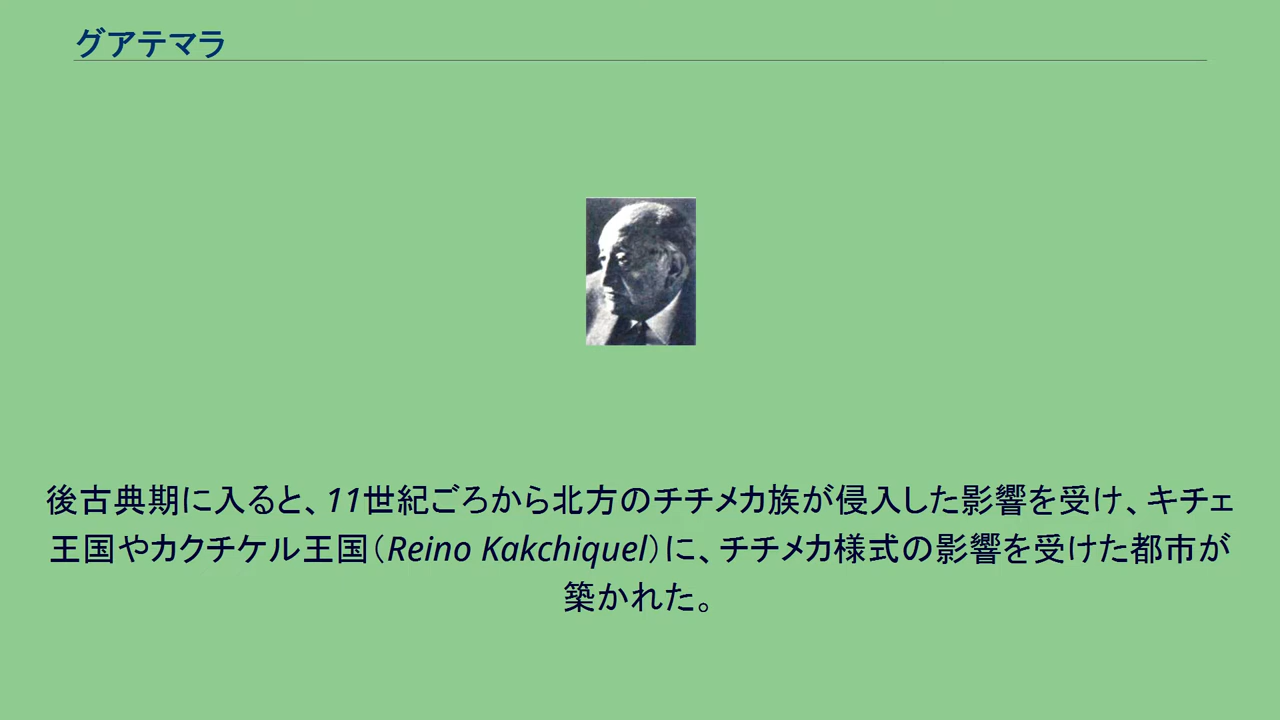 グアテマラ
後古典期に入ると、11世紀ごろから北方のチチメカ族が侵入した影響を受け、キチェ
王国やカクチケル王国（Reino Kakchiquel）に、チチメカ様式の影響を受けた都市が
築かれた。